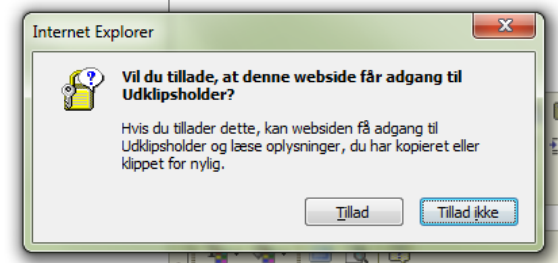 Internet Explorer
Vil du tillade, at denne webside får adgang til
Udklipsholder?
Hvis du tillader dette, kan websiden få adgang til
Udklipsholder og læse oplysninger, du har kopieret eller
klippet for nylig.
Tillad
Tillad ikke